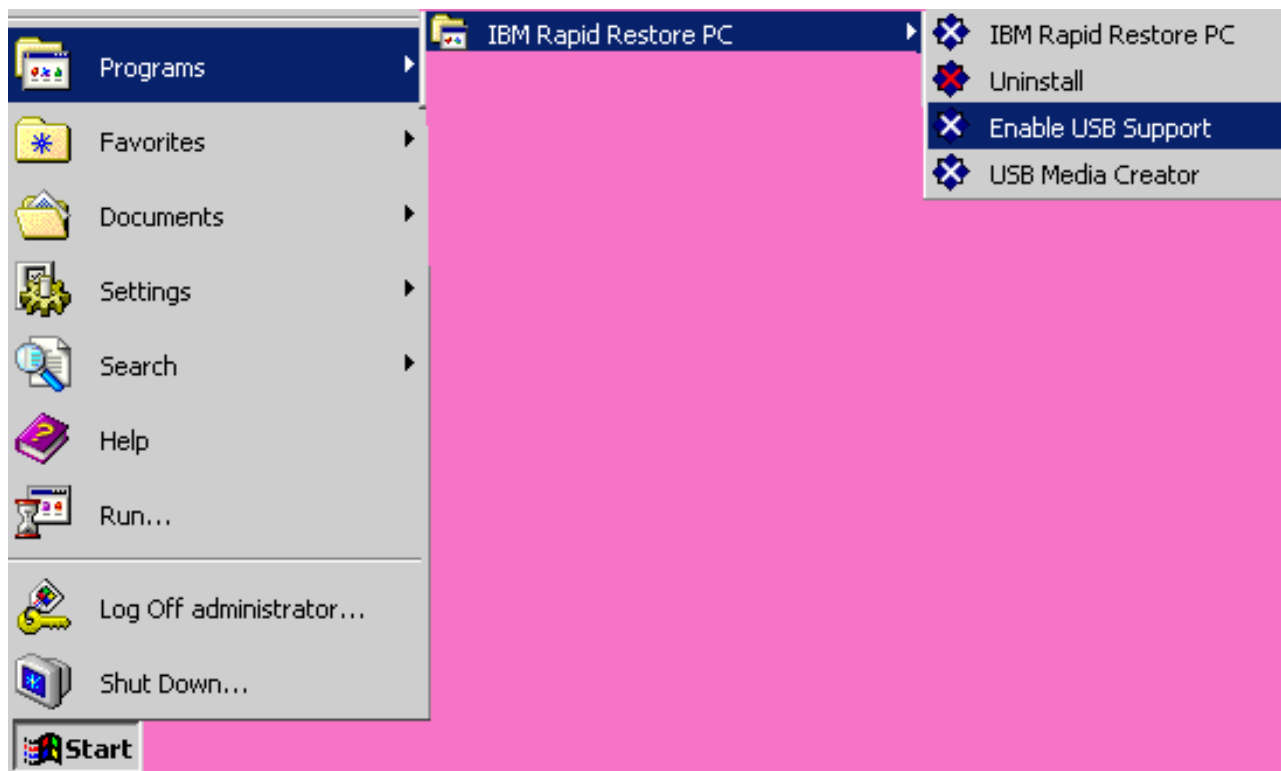 Programs
Favorites
Documents
Settings
Search
Help
Run...
Log Off administrator...
Shut Down...
Start
IBM Rapid Restore PC
IBM Rapid Restore PC
Uninstall
Enable USB Support
USB Media Creator